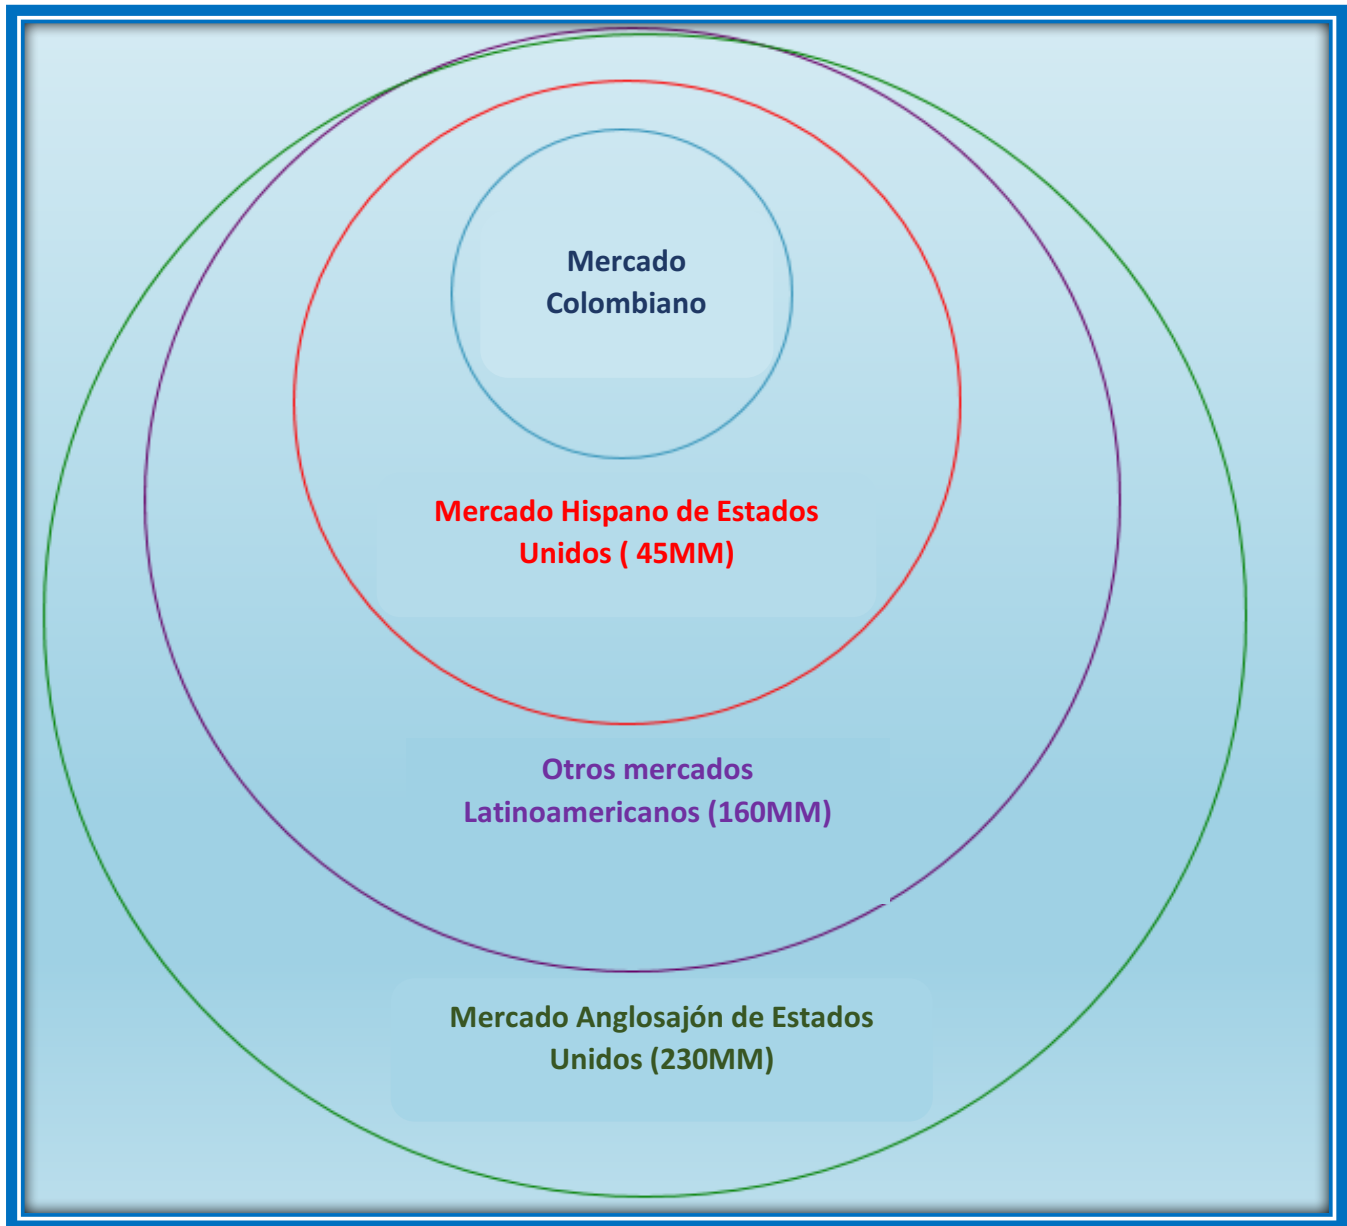 Mercado
Colombiano
Mercado Hispano de Estados
Unidos ( 45MM)
Otros mercados
Latinoamericanos (160MM)
Mercado Anglosajón de Estados
Unidos (230MM)